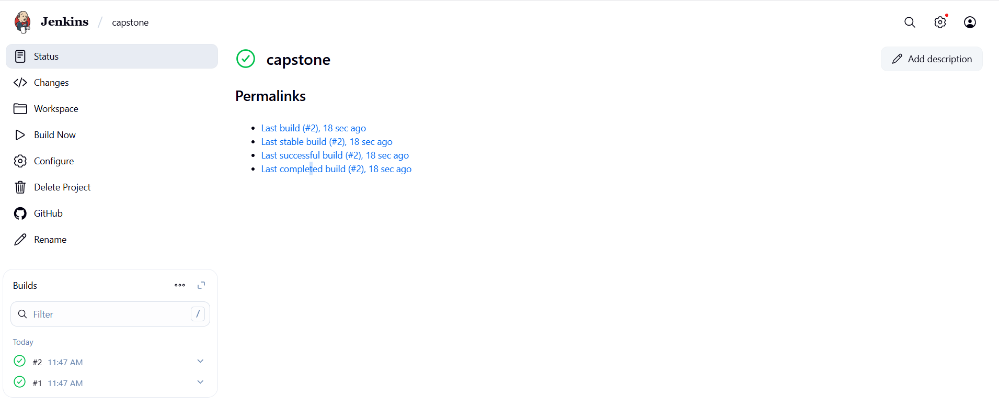 Jenkins / capstone
Status
Changes
Workspace
Build Now
Configure
Delete Project
GitHub
Rename
Builds
Filter /
Today
#2 11:47 AM
#1 11:47 AM
capstone
Add description
Permalinks
Last build (#2), 18 sec ago
Last stable build (#2), 18 sec ago
Last successful build (#2), 18 sec ago
Last completed build (#2), 18 sec ago